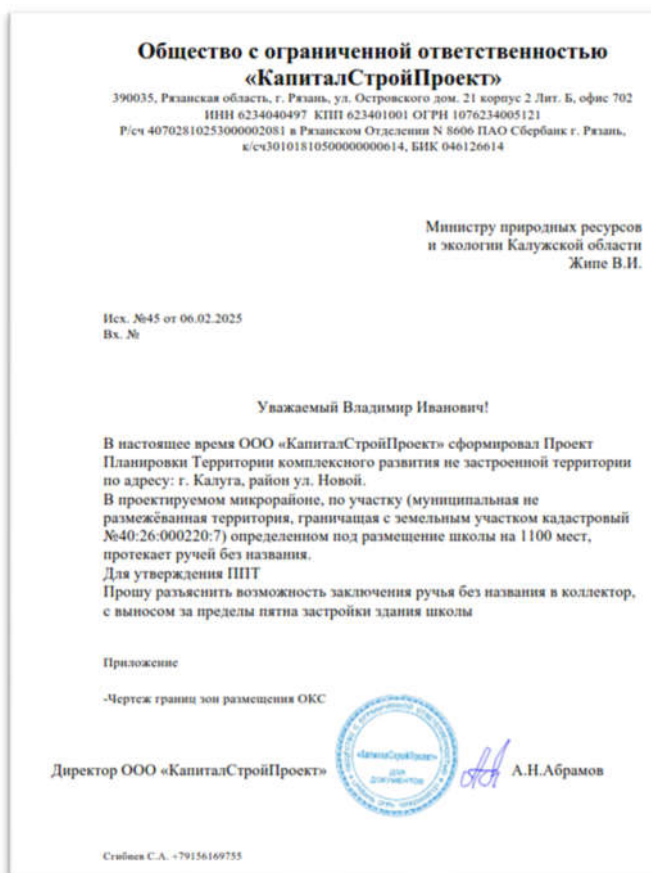 Общество с ограниченной ответственностью
«КапиталСтройПроект»
390035, Рязанская область, г. Рязань, ул. Островского дом. 21 корпус 2 Лит. Б, офис 702
ИНН 6234040497 КПП 623401001 ОГРН 1076234005121
Р/сч 40702810253000002081 в Рязанском Отделении N 8606 ПАО Сбербанк г. Рязань,
к/сч30101810500000000614, БИК 046126614
Министру природных ресурсов
и экологии Калужской области
Жипе В.И.
Исх. №45 от 06.02.2025
Вх. №
Уважаемый Владимир Иванович!
В настоящее время ООО «КапиталСтройПроект» сформировал Проект
Планировки Территории комплексного развития не застроенной территории
по адресу: г. Калуга, район ул. Новой.
В проектируемом микрорайоне, по участку (муниципальная не
размежёванная территория, граничащая с земельным участком кадастровый
№40:26:000220:7) определенном под размещение школы на 1100 мест,
протекает ручей без названия.
Для утверждения ППТ
Прошу разъяснить возможность заключения ручья без названия в коллектор,
с выносом за пределы пятна застройки здания школы
Приложение
-Чертеж границ зон размещения ОКС
«КапиталСтройПроект»
ДЛЯ
ДОКУМЕНТОВ
Директор ООО «КапиталСтройПроект»
А.Н.Абрамов
Сгибнев С.А. +79156169755